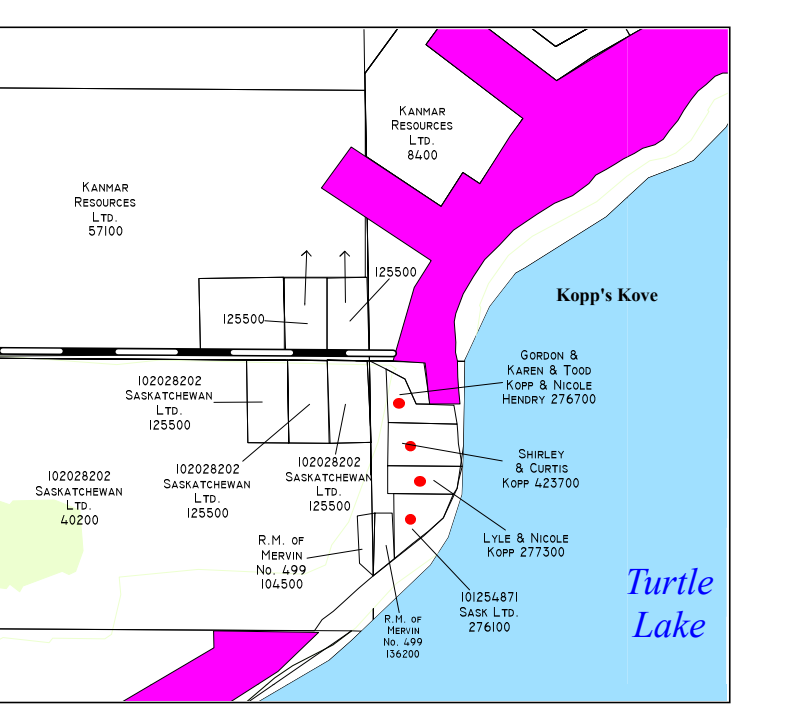 KANMAR
RESOURCES
LTD.
8400
KANMAR
RESOURCES
LTD.
57100
125500
125500
Kopp's Kove
GORDON &
KAREN & TOOD
KOPP & NICOLE
HENDRY 276700
102028202
SASKATCHEWAN
LTD.
125500
SHIRLEY
& CURTIS
KOPP 423700
102028202
SASKATCHEWAN
LTD.
40200
102028202
SASKATCHEWAN
LTD.
125500
102028202
SASKATCHEWAN
LTD.
125500
LYLE & NICOLE
KOPP 277300
R.M. OF
MERVIN
No. 499
104500
101254871
SASK LTD.
276100
R.M. OF
MERVIN
No. 499
136200
Turtle
Lake